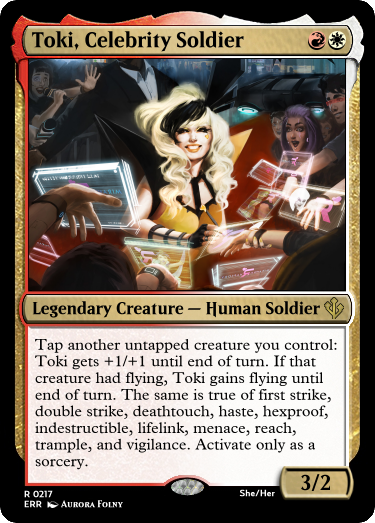 Toki, Celebrity Soldier
Legendary Creature — Human Soldier
Tap another untapped creature you control:
Toki gets +1/+1 until end of turn. If that
creature had flying, Toki gains flying until
end of turn. The same is true of first strike,
double strike, deathtouch, haste, hexproof,
indestructible, lifelink, menace, reach,
trample, and vigilance. Activate only as a
sorcery.
3/2
R 0217
She/Her
ERR Aurora Folny